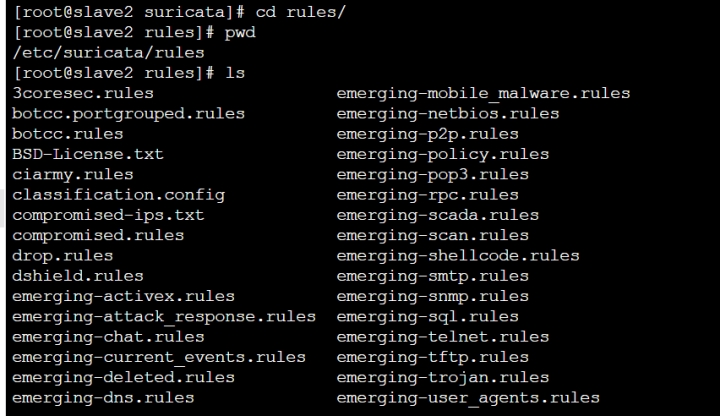 [root@slave2 suricata]# cd rules/
[root@slave2 rules]# pwd
/etc/suricata/rules
[root@slave2 rules]# ls
3coresec.rules emerging-mobile_malware.rules
botcc.portgrouped.rules emerging-netbios.rules
botcc.rules emerging-p2p.rules
BSD-License.txt emerging-policy.rules
ciarmy.rules emerging-pop3.rules
classification.config emerging-rpc.rules
compromised-ips.txt emerging-scada.rules
compromised.rules emerging-scan.rules
drop.rules emerging-shellcode.rules
dshield.rules emerging-smtp.rules
emerging-activex.rules emerging-snmp.rules
emerging-attack_response.rules emerging-sql.rules
emerging-chat.rules emerging-telnet.rules
emerging-current_events.rules emerging-tftp.rules
emerging-deleted.rules emerging-trojan.rules
emerging-dns.rules emerging-user_agents.rules